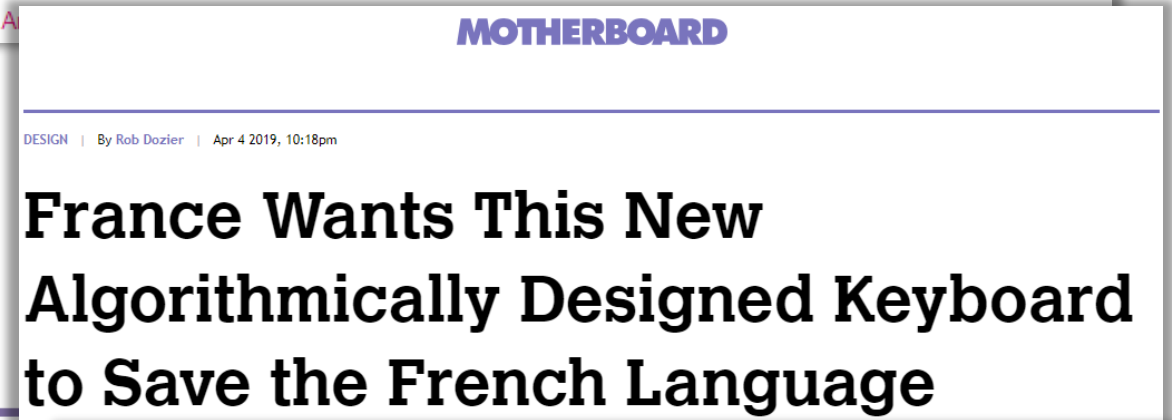 MOTHERBOARD
DESIGN | By Rob Dozier | Apr 4 2019, 10:18pm
France Wants This New
Algorithmically Designed Keyboard
to Save the French Language